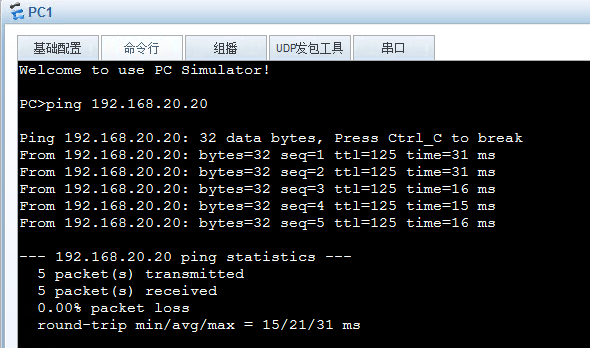 PC1
基础配置 命令行 组播 UDP发包工具 串口
Welcome to use PC Simulator!
PC>ping 192.168.20.20
Ping 192.168.20.20: 32 data bytes, Press Ctrl_C to break
From 192.168.20.20: bytes=32 seq=1 ttl=125 time=31 ms
From 192.168.20.20: bytes=32 seq=2 ttl=125 time=31 ms
From 192.168.20.20: bytes=32 seq=3 ttl=125 time=16 ms
From 192.168.20.20: bytes=32 seq=4 ttl=125 time=15 ms
From 192.168.20.20: bytes=32 seq=5 ttl=125 time=16 ms
--- 192.168.20.20 ping statistics ---
5 packet(s) transmitted
5 packet(s) received
0.00% packet loss
round-trip min/avg/max = 15/21/31 ms